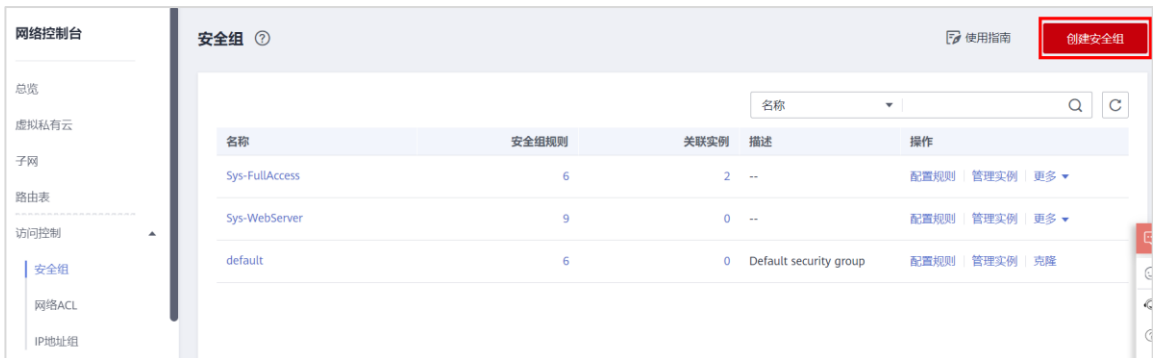 网络控制台
总览
虚拟私有云
子网
路由表
访问控制
安全组
网络ACL
IP地址组
安全组
使用指南
创建安全组
名称
名称 安全组规则 关联实例 描述 操作
Sys-FullAccess 6 2 -- 配置规则 管理实例 更多
Sys-WebServer 9 0 -- 配置规则 管理实例 更多
default 6 0 Default security group 配置规则 管理实例 克隆